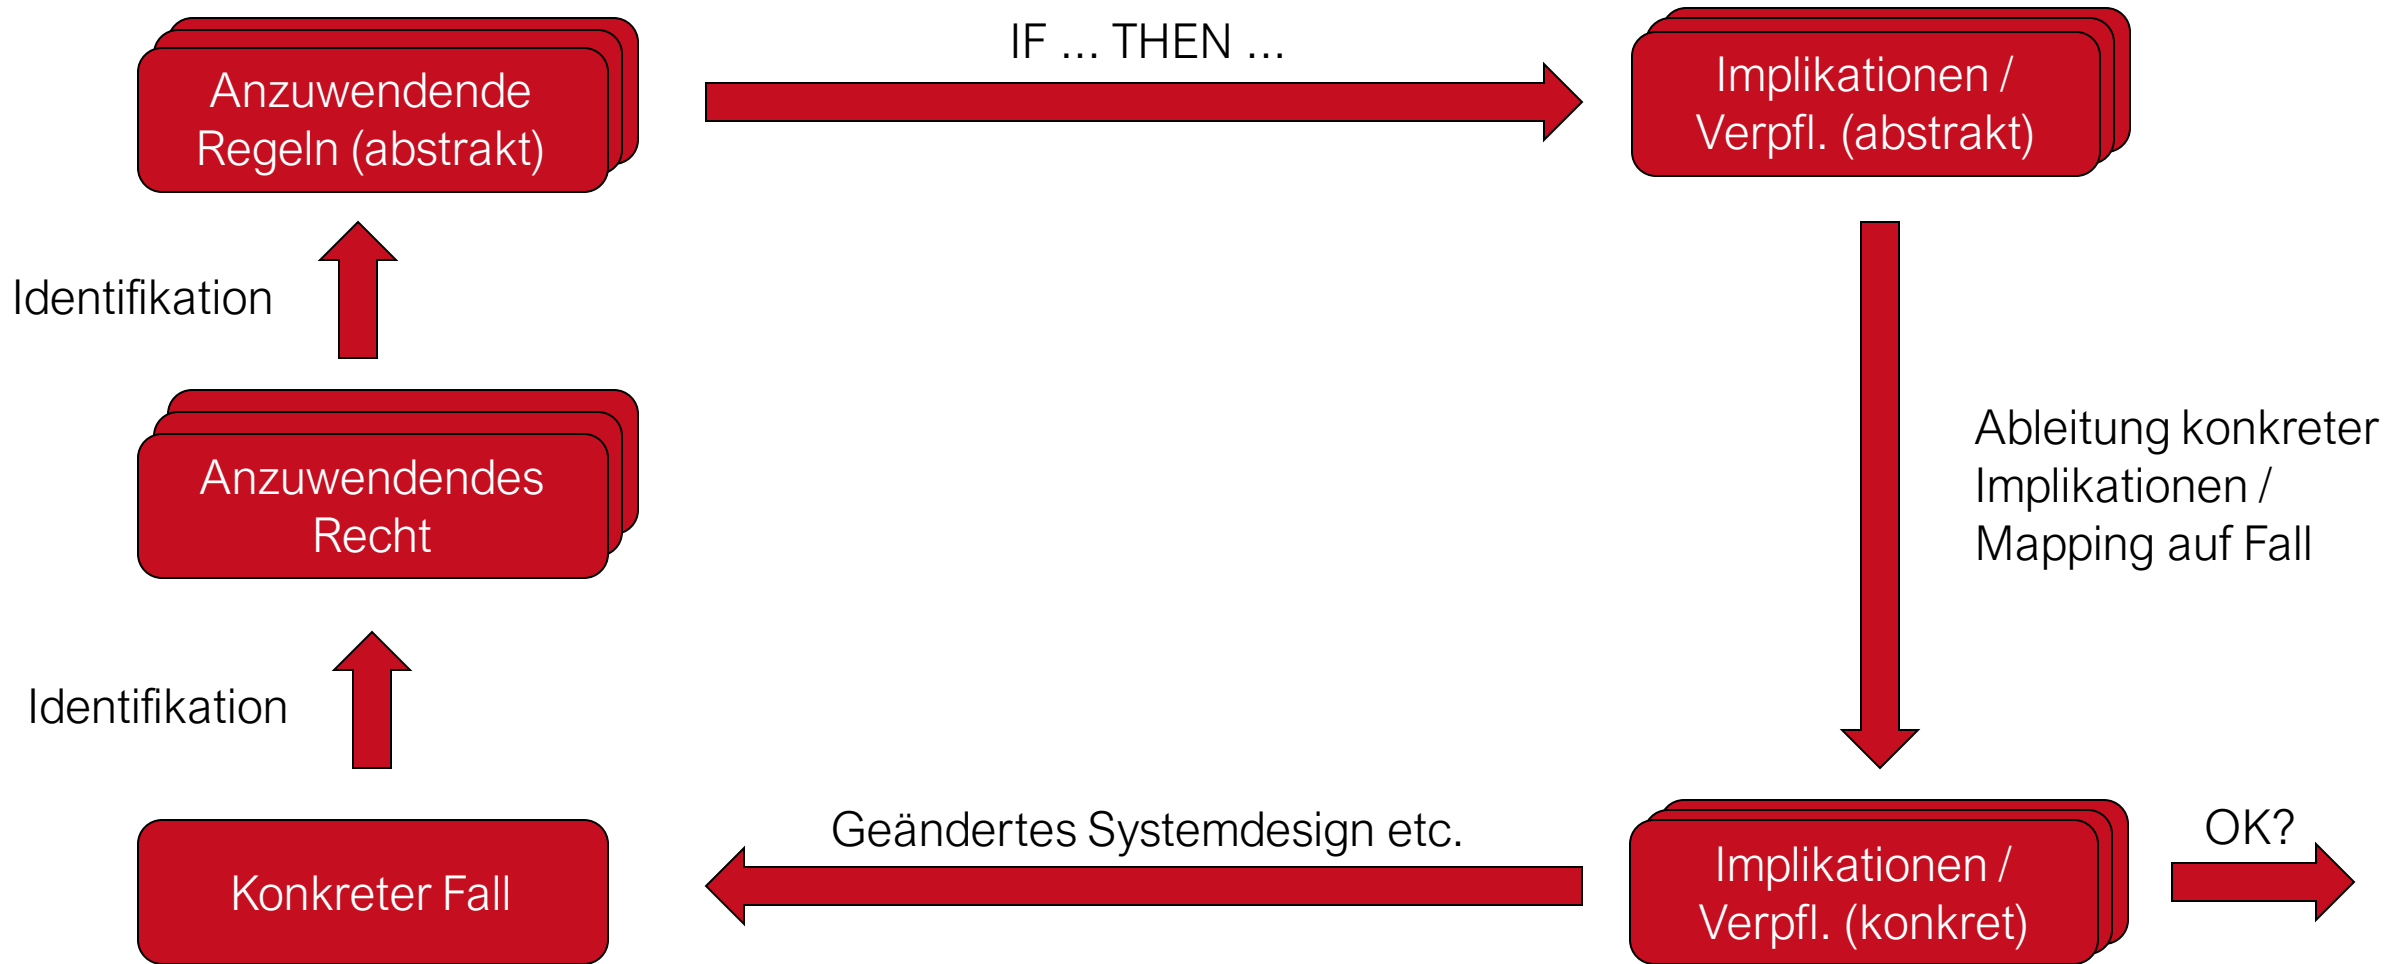 Anzuwendende
Regeln (abstrakt)
IF ... THEN ...
Implikationen /
Verpfl. (abstrakt)
Identifikation
Anzuwendendes
Recht
Ableitung konkreter
Implikationen /
Mapping auf Fall
Identifikation
Konkreter Fall
Geändertes Systemdesign etc.
Implikationen /
Verpfl. (konkret)
OK?